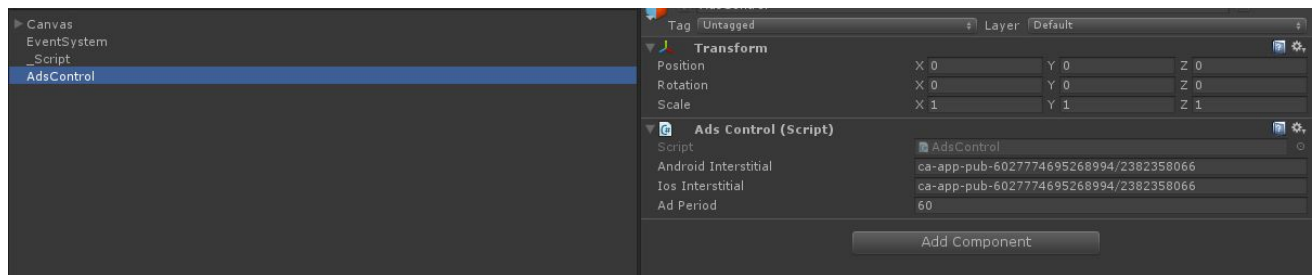 Canvas
EventSystem
_Script
AdsControl
Tag Untagged Layer Default
Transform
Position X 0 Y 0 Z 0
Rotation X 0 Y 0 Z 0
Scale X 1 Y 1 Z 1
Ads Control (Script)
Script AdsControl
Android Interstitial ca-app-pub-6027774695268994/2382358066
Ios Interstitial ca-app-pub-6027774695268994/2382358066
Ad Period 60
Add Component